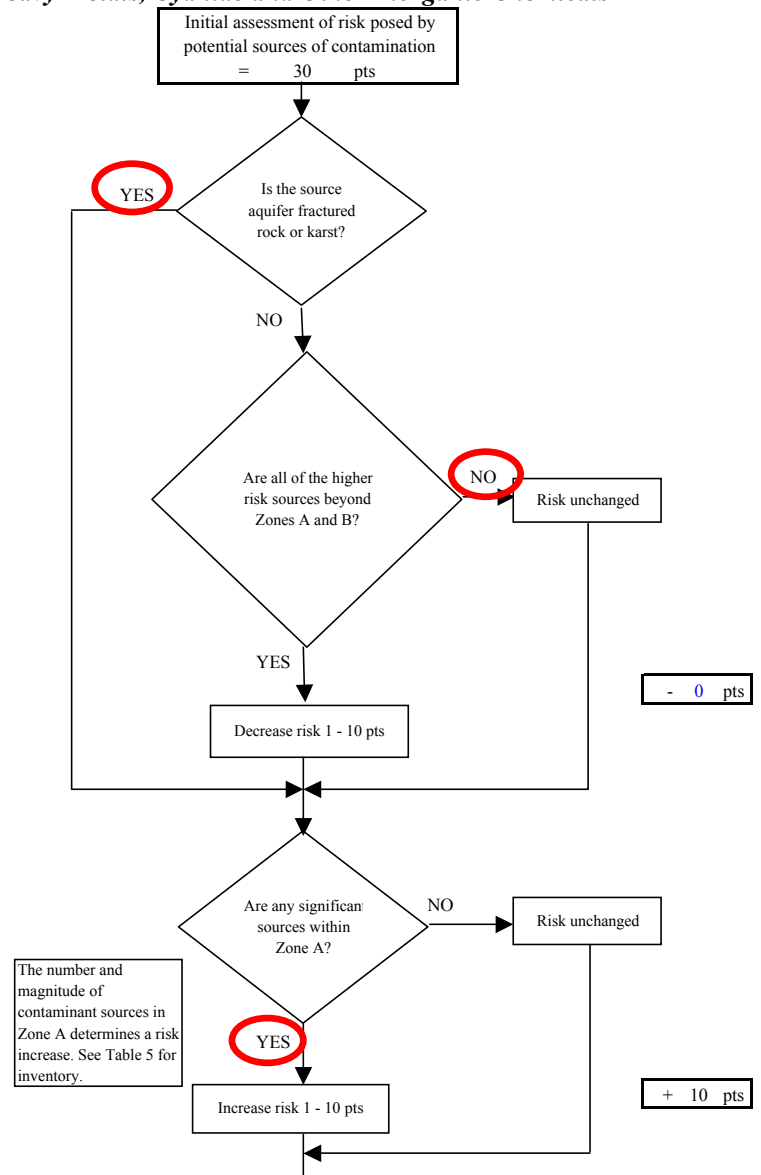 Initial assessment of risk posed by
potential sources of contamination
= 30 pts
YES
Is the source
aquifer fractured
rock or karst?
NO
Are all of the higher
risk sources beyond
Zones A and B?
NO
Risk unchanged
YES
- 0 pts
Decrease risk 1 - 10 pts
Are any significant
sources within
Zone A?
NO
Risk unchanged
The number and
magnitude of
contaminant sources in
Zone A determines a risk
increase. See Table 5 for
inventory.
YES
Increase risk 1 - 10 pts
+ 10 pts